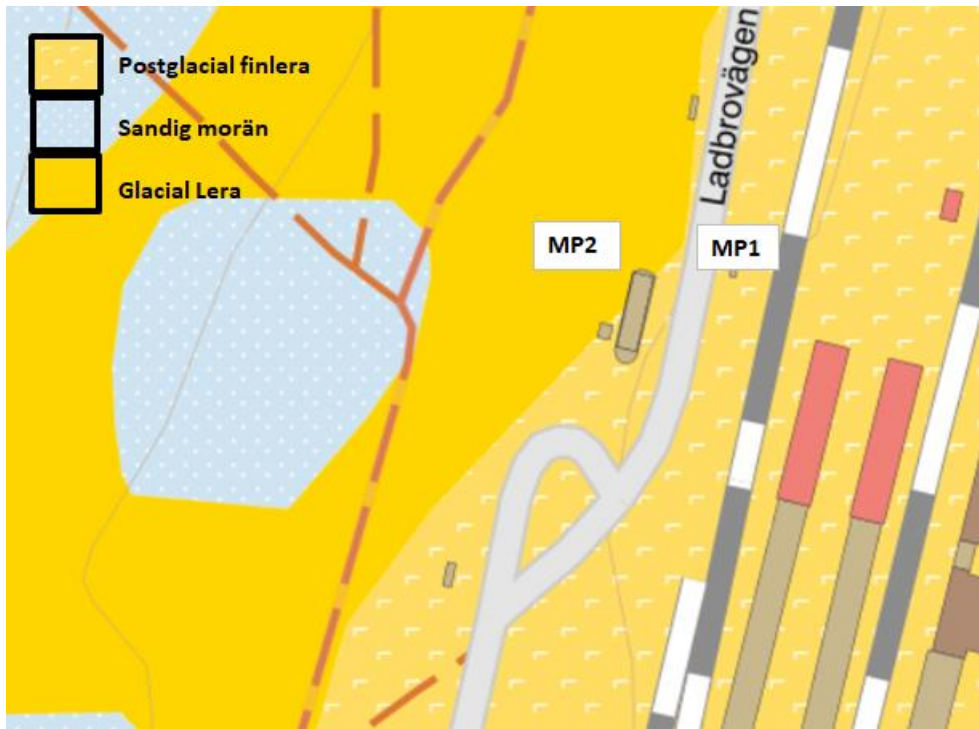 Postglacial finlera
Sandig morän
Glacial Lera
Ladbrovägen
MP2
MP1